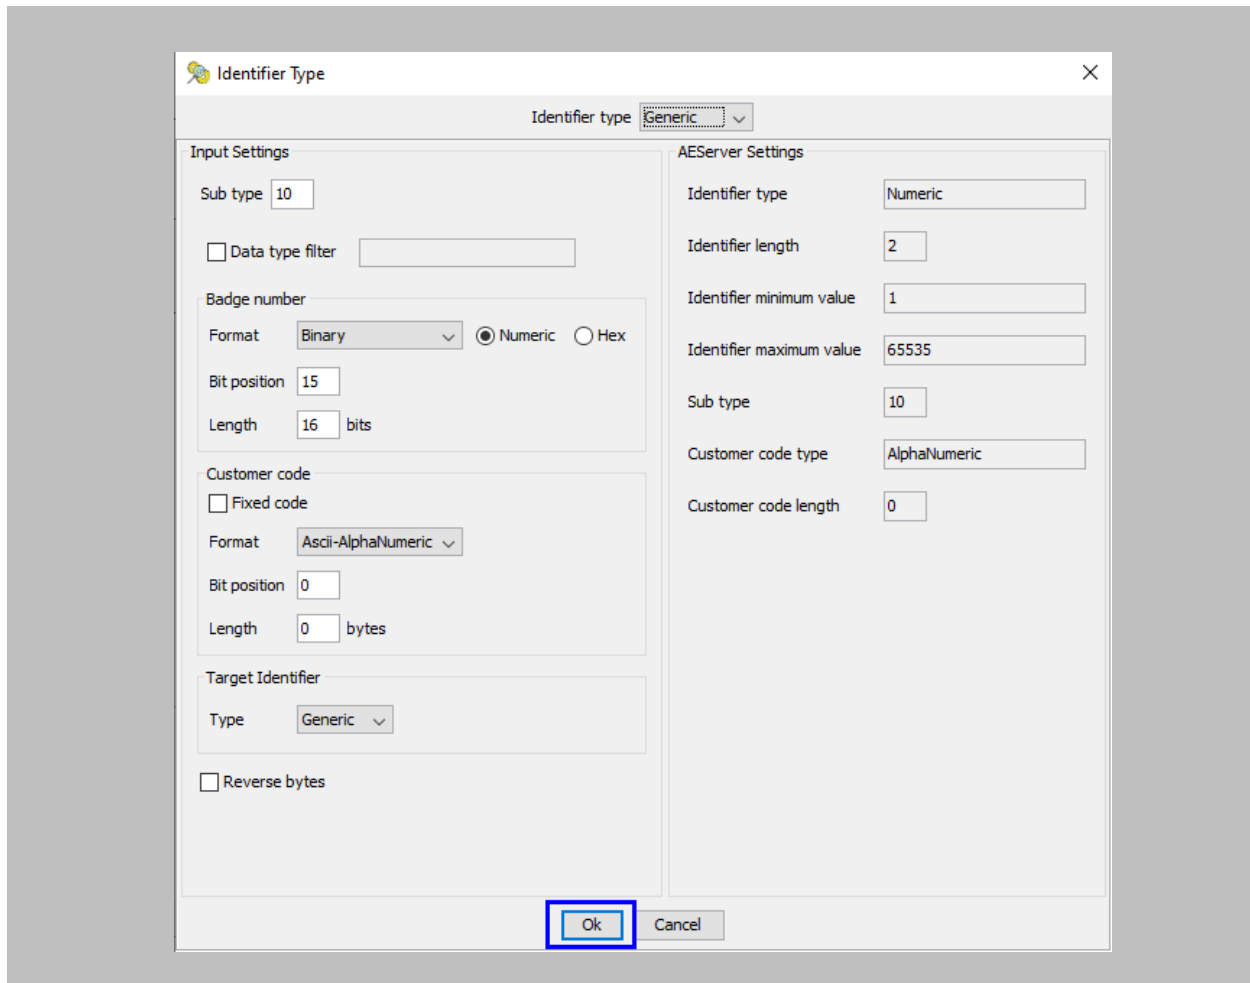 Identifier Type
Identifier type Generic
Input Settings
Sub type 10
Data type filter
Badge number
Format Binary Numeric Hex
Bit position 15
Length 16 bits
Customer code
Fixed code
Format Ascii-AlphaNumeric
Bit position 0
Length 0 bytes
Target Identifier
Type Generic
Reverse bytes
AEServer Settings
Identifier type Numeric
Identifier length 2
Identifier minimum value 1
Identifier maximum value 65535
Sub type 10
Customer code type AlphaNumeric
Customer code length 0
Ok Cancel